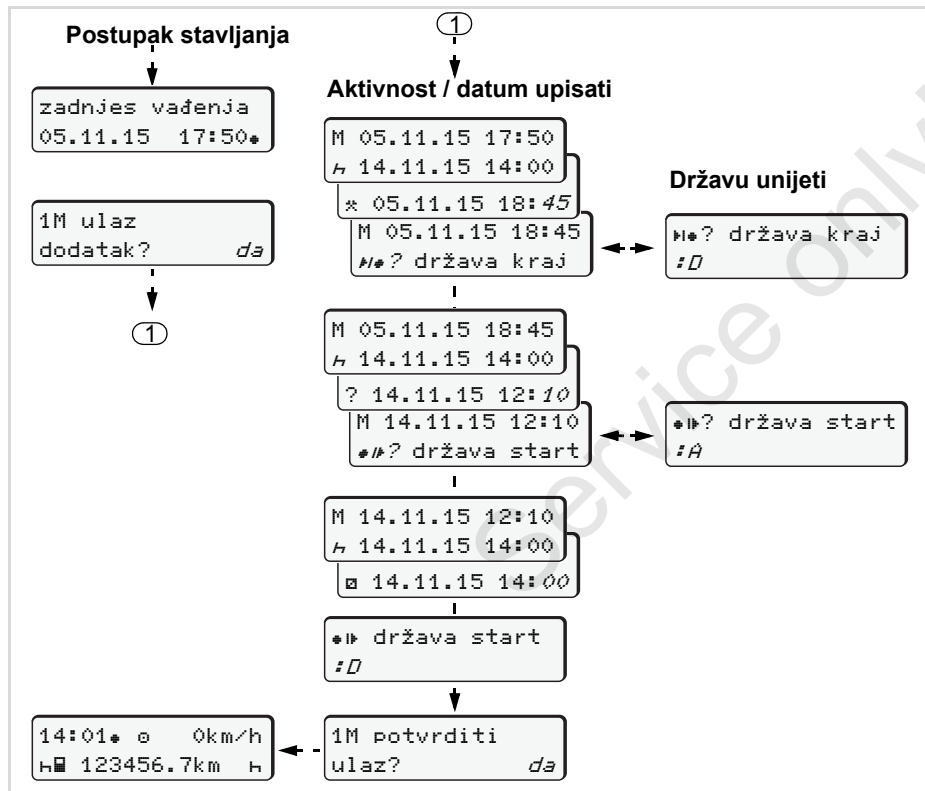 Postupak stavljanja
zadnjes vađenja
05.11.15 17:50
1M ulaz
dodatak? da
1
1
Aktivnost / datum upisati
M 05.11.15 17:50
14.11.15 14:00
05.11.15 18:45
M 05.11.15 18:45
? država kraj
Državu unijeti
? država kraj
:D
M 05.11.15 18:45
14.11.15 14:00
? 14.11.15 12:10
M 14.11.15 12:10
? država start
? država start
:A
M 14.11.15 12:10
14.11.15 14:00
14.11.15 14:00
država start
:D
1M potvrditi
ulaz? da
14:01 0km/h
123456.7km
Service only